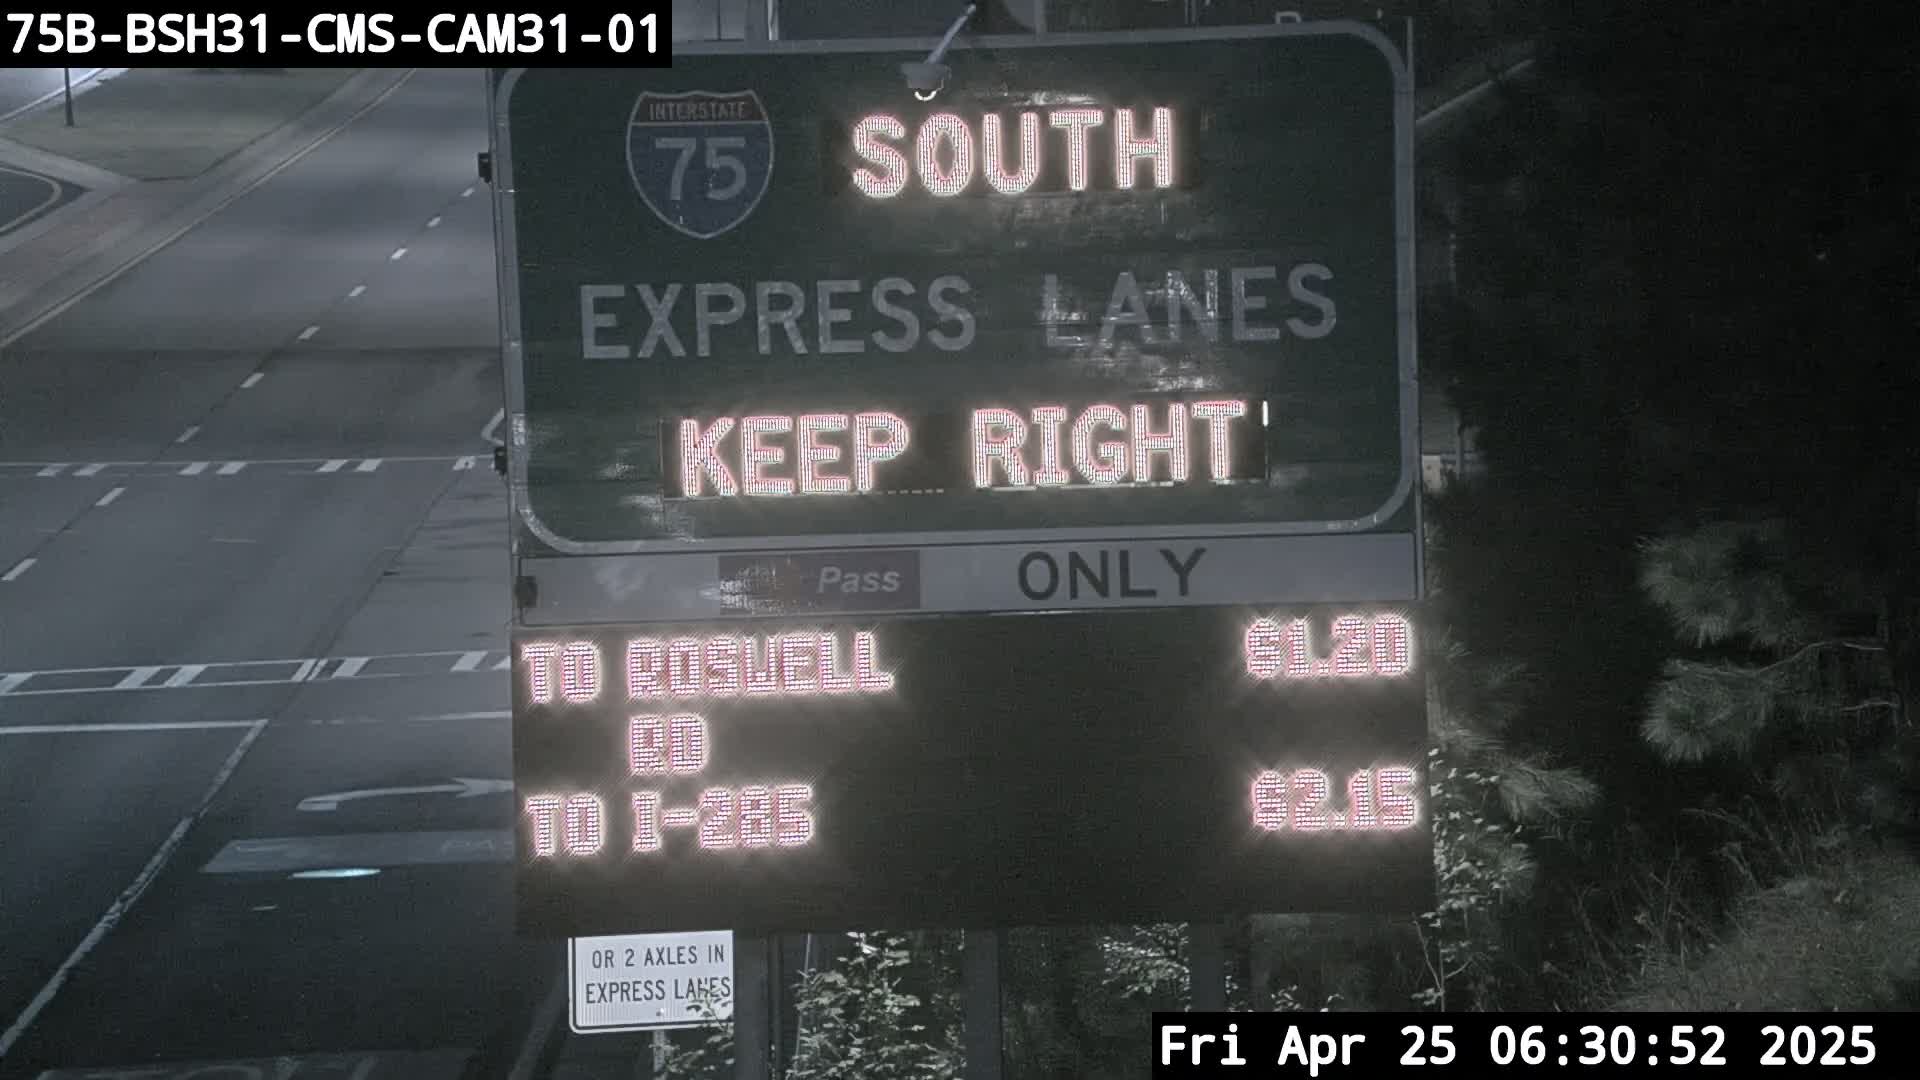 75B-BSH31-CMS-CAM31-01
INTERSTATE
75
SOUTH
EXPRESS LANES
KEEP RIGHT
Pass ONLY
TO ROSWELL $1.20
RD
TO I-285 $2.15
OR 2 AXLES IN
EXPRESS LANES
Fri Apr 25 06:30:52 2025